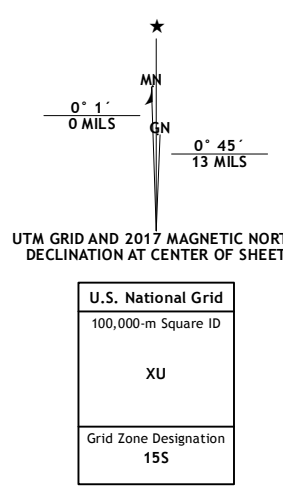 MN
0° 1´
0 MILS
GN
0° 45´
13 MILS
UTM GRID AND 2017 MAGNETIC NORT
DECLINATION AT CENTER OF SHEET
U.S. National Grid
100,000-m Square ID
XU
Grid Zone Designation
15S